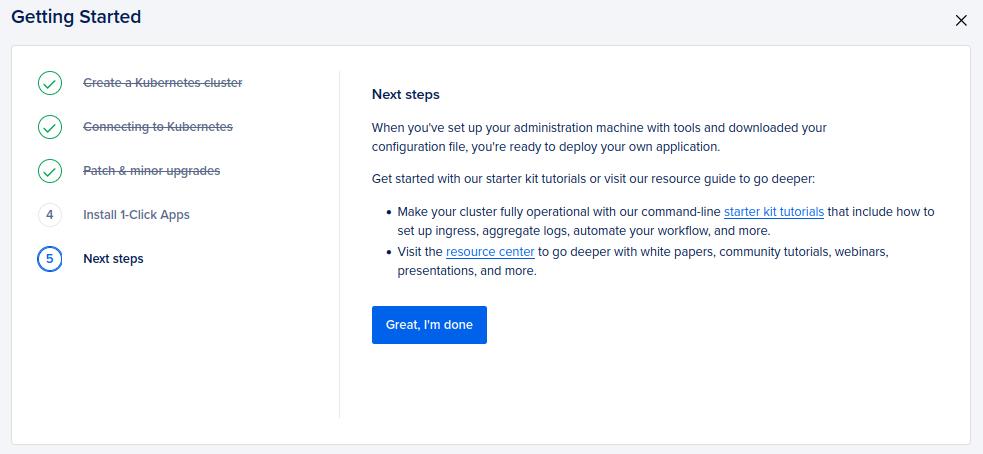 Getting Started
Create a Kubernetes cluster
Connecting to Kubernetes
Patch & minor upgrades
4 Install 1-Click Apps
5 Next steps
Next steps
When you've set up your administration machine with tools and downloaded your
configuration file, you're ready to deploy your own application.
Get started with our starter kit tutorials or visit our resource guide to go deeper:
• Make your cluster fully operational with our command-line starter kit tutorials that include how to
set up ingress, aggregate logs, automate your workflow, and more.
• Visit the resource center to go deeper with white papers, community tutorials, webinars,
presentations, and more.
Great, I'm done